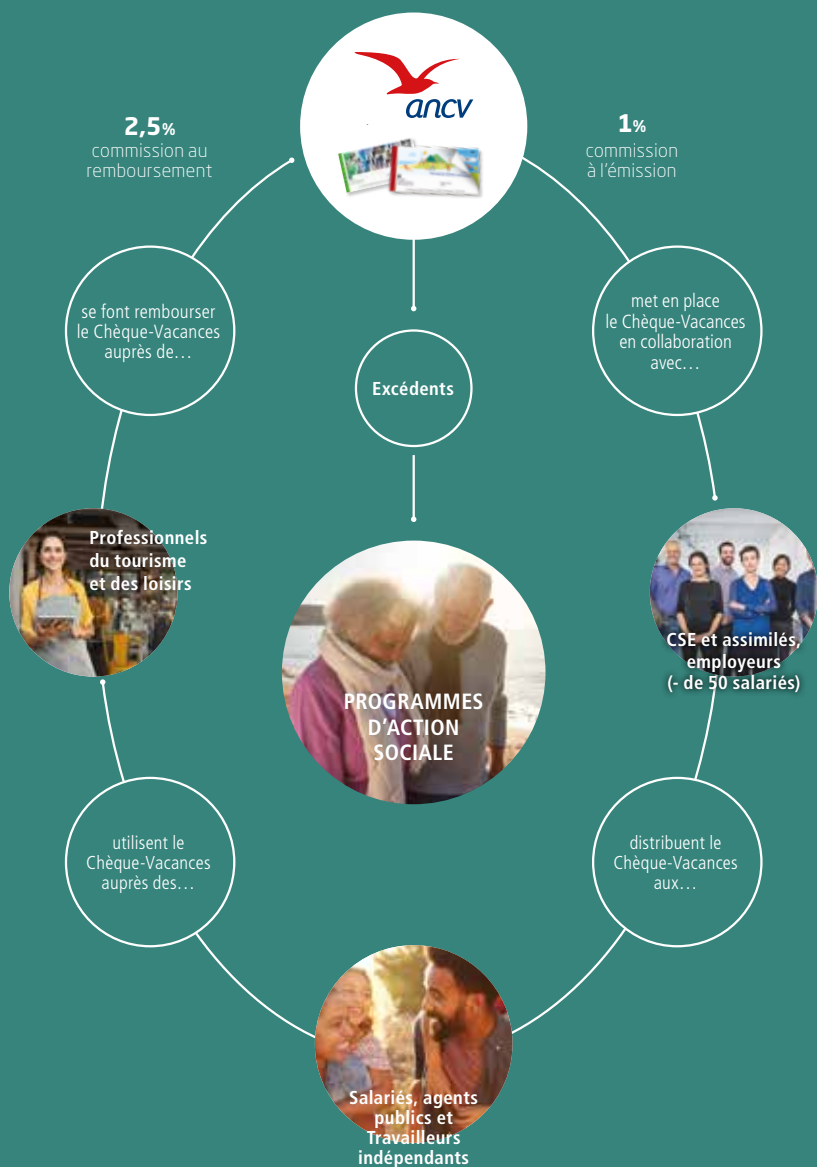 ancv
2,5%
commission au
remboursement
1%
commission
à l'émission
se font rembourser
le Chèque-Vacances
auprès de…
met en place
le Chèque-Vacances
en collaboration
avec…
Excédents
Professionnels
du tourisme
et des loisirs
CSE et assimilés,
employeurs
(- de 50 salariés)
PROGRAMMES
D'ACTION
SOCIALE
utilisent le
Chèque-Vacances
auprès des…
distribuent le
Chèque-Vacances
aux…
Salariés, agents
publics et
Travailleurs
indépendants